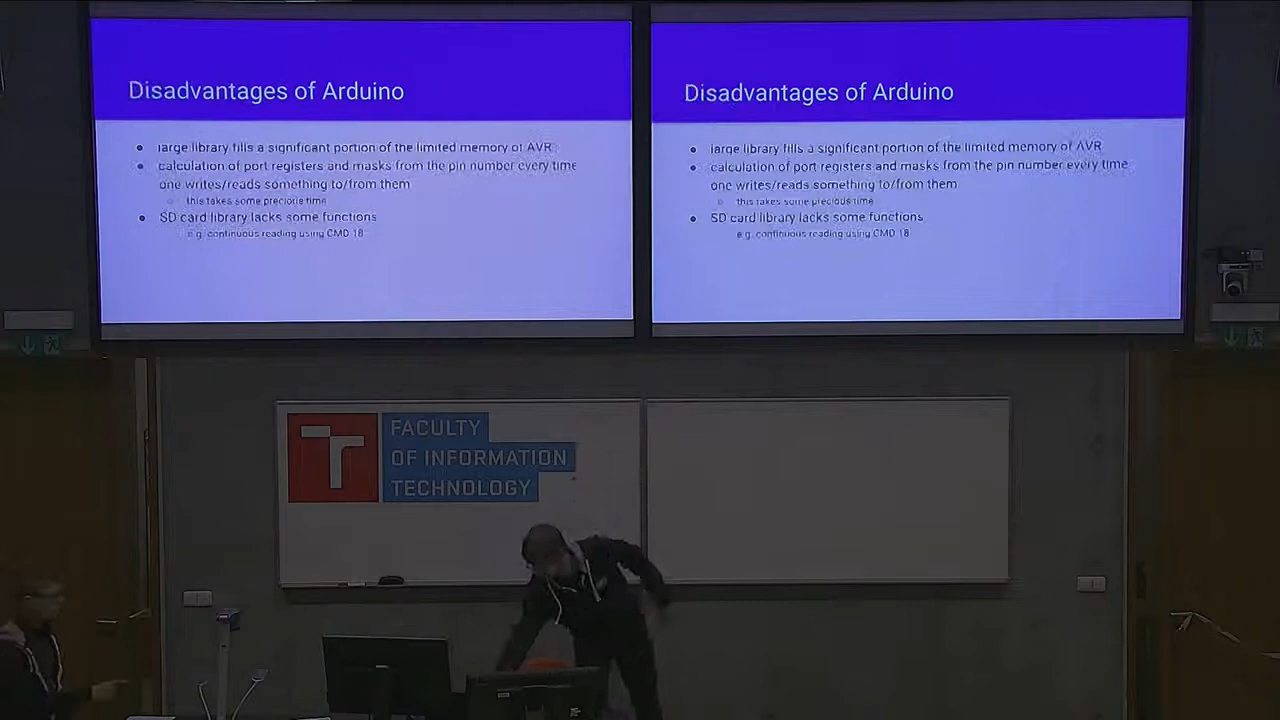 Disadvantages of Arduino
large library fills a significant portion of the limited memory of AVR
calculation of port registers and masks from the pin number every time
one writes/reads something to/from them
this takes some precious time
SD card library lacks some functions
e.g. continuous reading using CMD 18
Disadvantages of Arduino
large library fills a significant portion of the limited memory of AVR
calculation of port registers and masks from the pin number every time
one writes/reads something to/from them
this takes some precious time
SD card library lacks some functions
e.g. continuous reading using CMD 18
FACULTY
OF INFORMATION
TECHNOLOGY